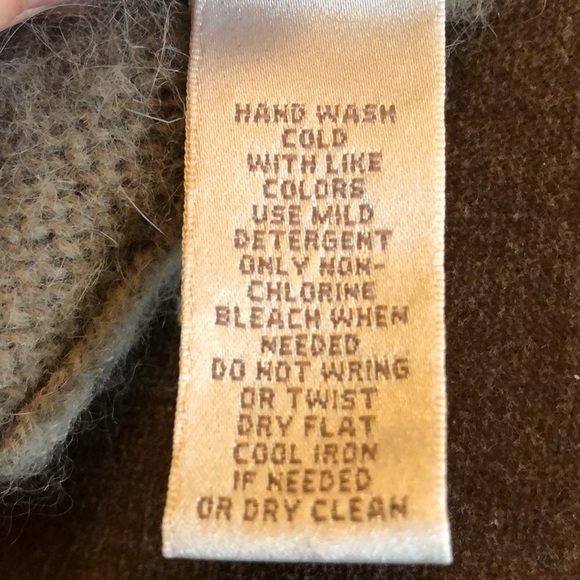 HAND WASH
COLD
WITH LIKE
COLORS
USE MILD
DETERGENT
ONLY NON-
CHLORINE
BLEACH WHEN
NEEDED
DO NOT WRING
OR TWIST
DRY FLAT
COOL IRON
IF NEEDED
OR DRY CLEAN